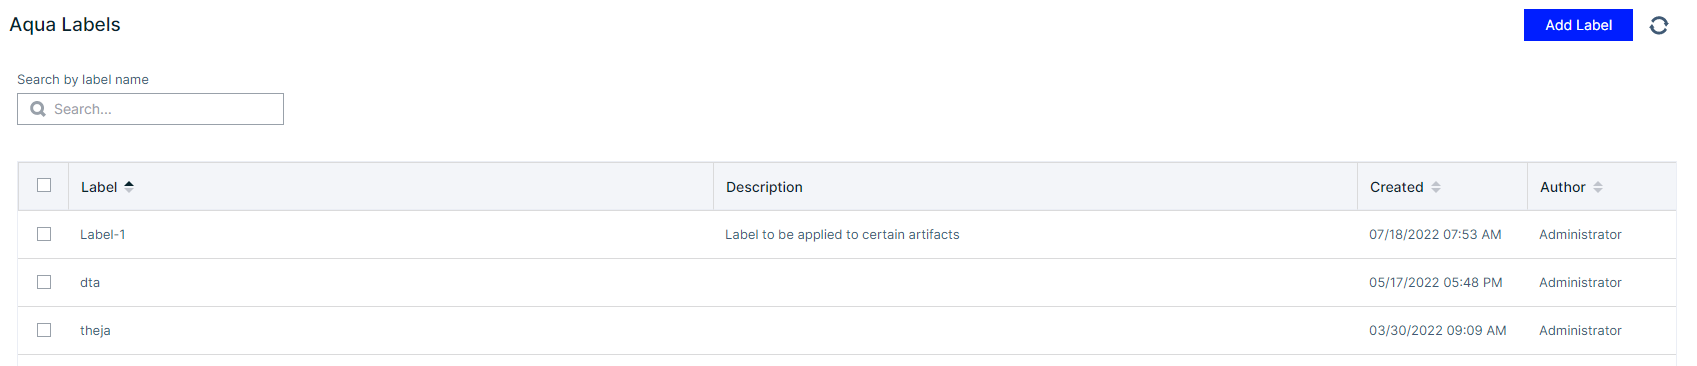 Aqua Labels
Add Label
Search by label name
Search...
Label Description Created Author
Label-1 Label to be applied to certain artifacts 07/18/2022 07:53 AM Administrator
dta 05/17/2022 05:48 PM Administrator
theja 03/30/2022 09:09 AM Administrator